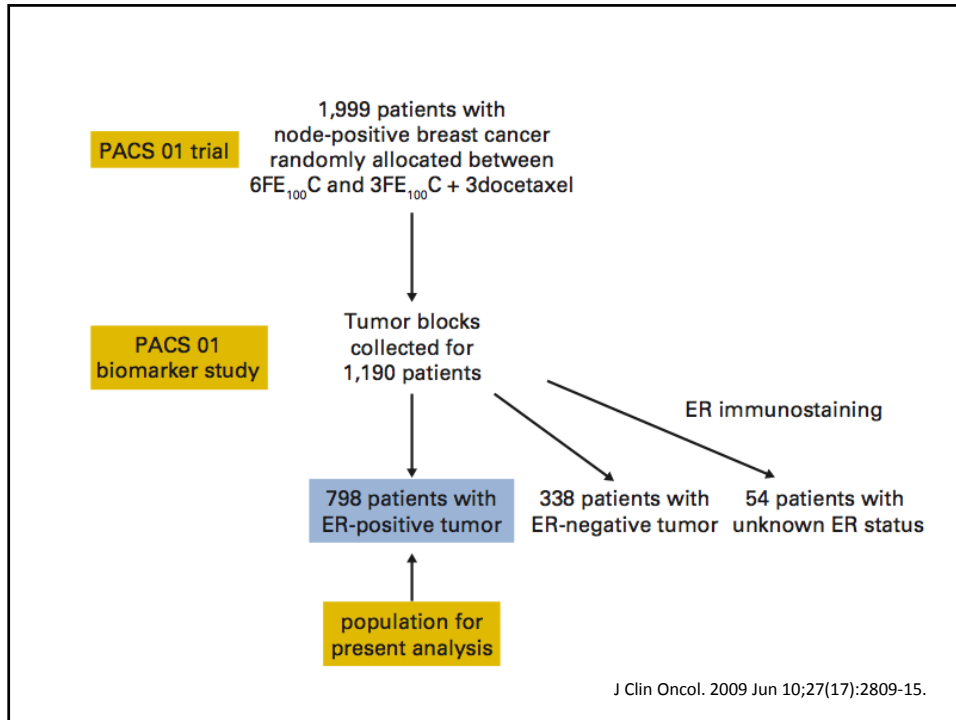 PACS 01 trial
1,999 patients with
node-positive breast cancer
randomly allocated between
6FE100C and 3FE100C + 3docetaxel
PACS 01
biomarker study
Tumor blocks
collected for
1,190 patients
ER immunostaining
798 patients with
ER-positive tumor
338 patients with
ER-negative tumor
54 patients with
unknown ER status
population for
present analysis
J Clin Oncol. 2009 Jun 10;27(17):2809-15.